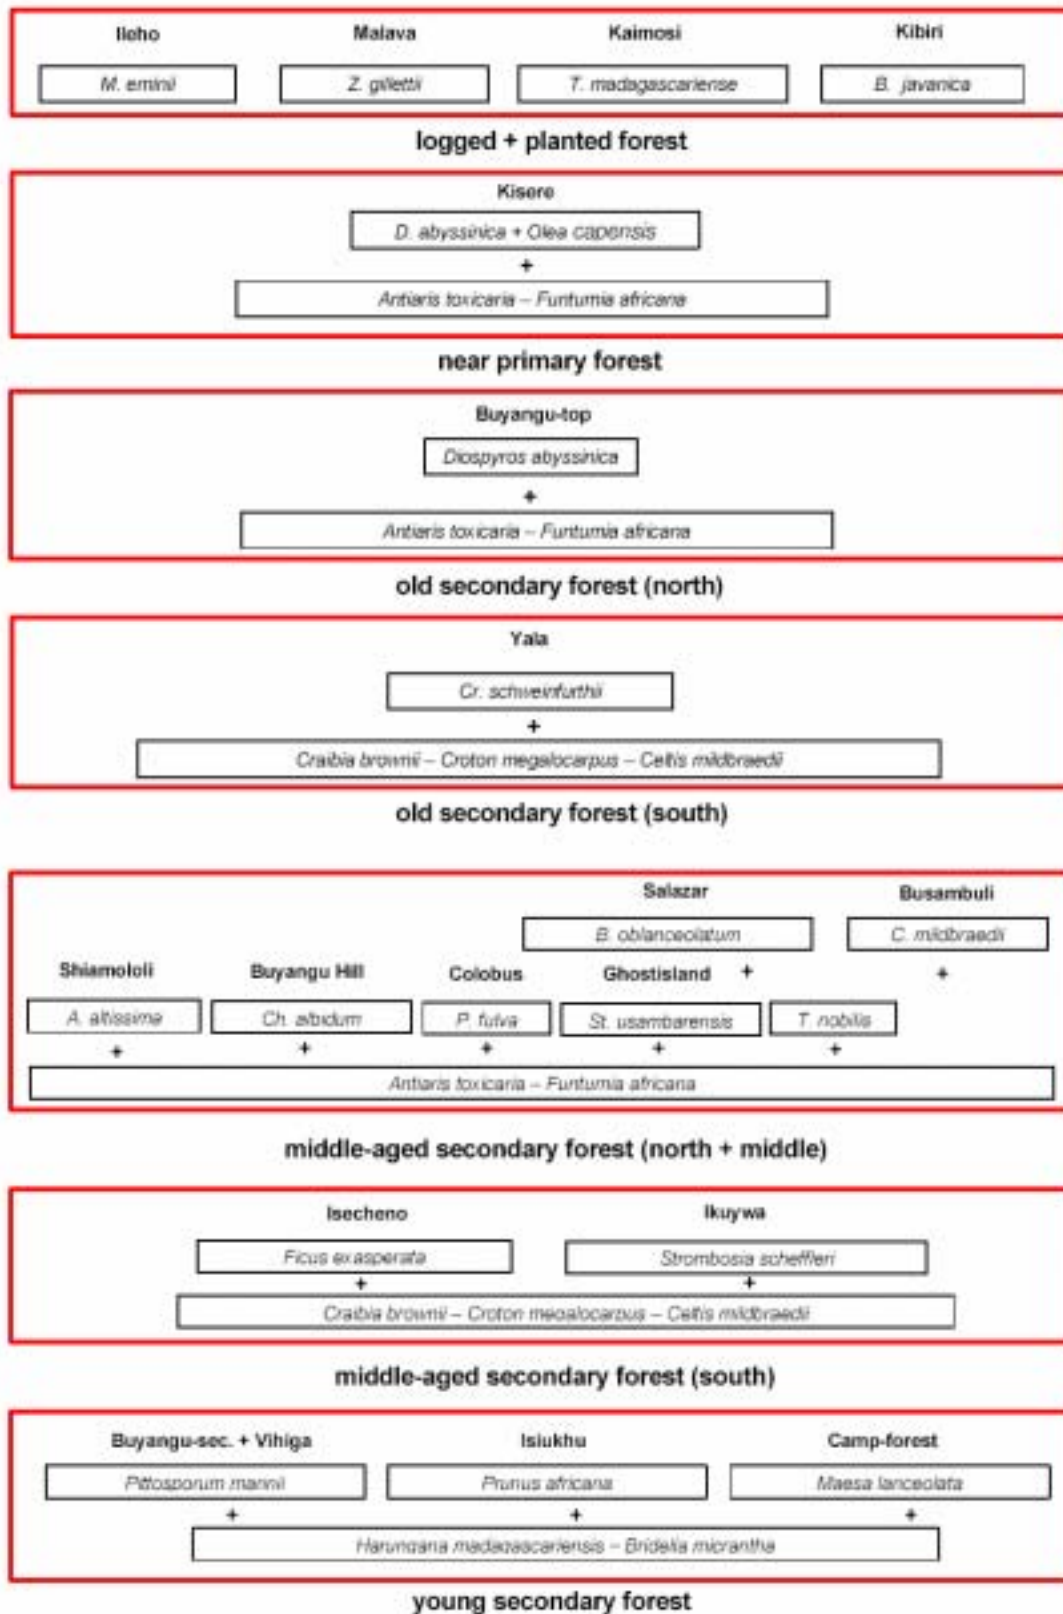 Ileho Malava Kaimosi Kibiri
M. eminii Z. gillettii T. madagascariense B. javanica
logged + planted forest
Kisere
D. abyssinica + Olea capensis
+
Antiaris toxicaria – Funtumia africana
near primary forest
Buyangu-top
Diospyros abyssinica
+
Antiaris toxicaria – Funtumia africana
old secondary forest (north)
Yala
Cr. schweinfurthii
+
Craibia brownii – Croton megalocarpus – Celtis mildbraedii
old secondary forest (south)
Salazar Busambuli
B. oblanceolatum C. mildbraedii
Shiamololi Buyangu Hill Colobus Ghostisland + +
A. altissima Ch. albidum P. fulva St. usambarensis T. nobilis
+ + + + +
Antiaris toxicaria – Funtumia africana
middle-aged secondary forest (north + middle)
Isecheno Ikuywa
Ficus exasperata Strombosia scheffleri
+ +
Craibia brownii – Croton megalocarpus – Celtis mildbraedii
middle-aged secondary forest (south)
Buyangu-sec. + Vihiga Isiukhu Camp-forest
Pittosporum mannii Prunus africana Maesa lanceolata
+ + +
Harungana madagascariensis – Bridelia micrantha
young secondary forest